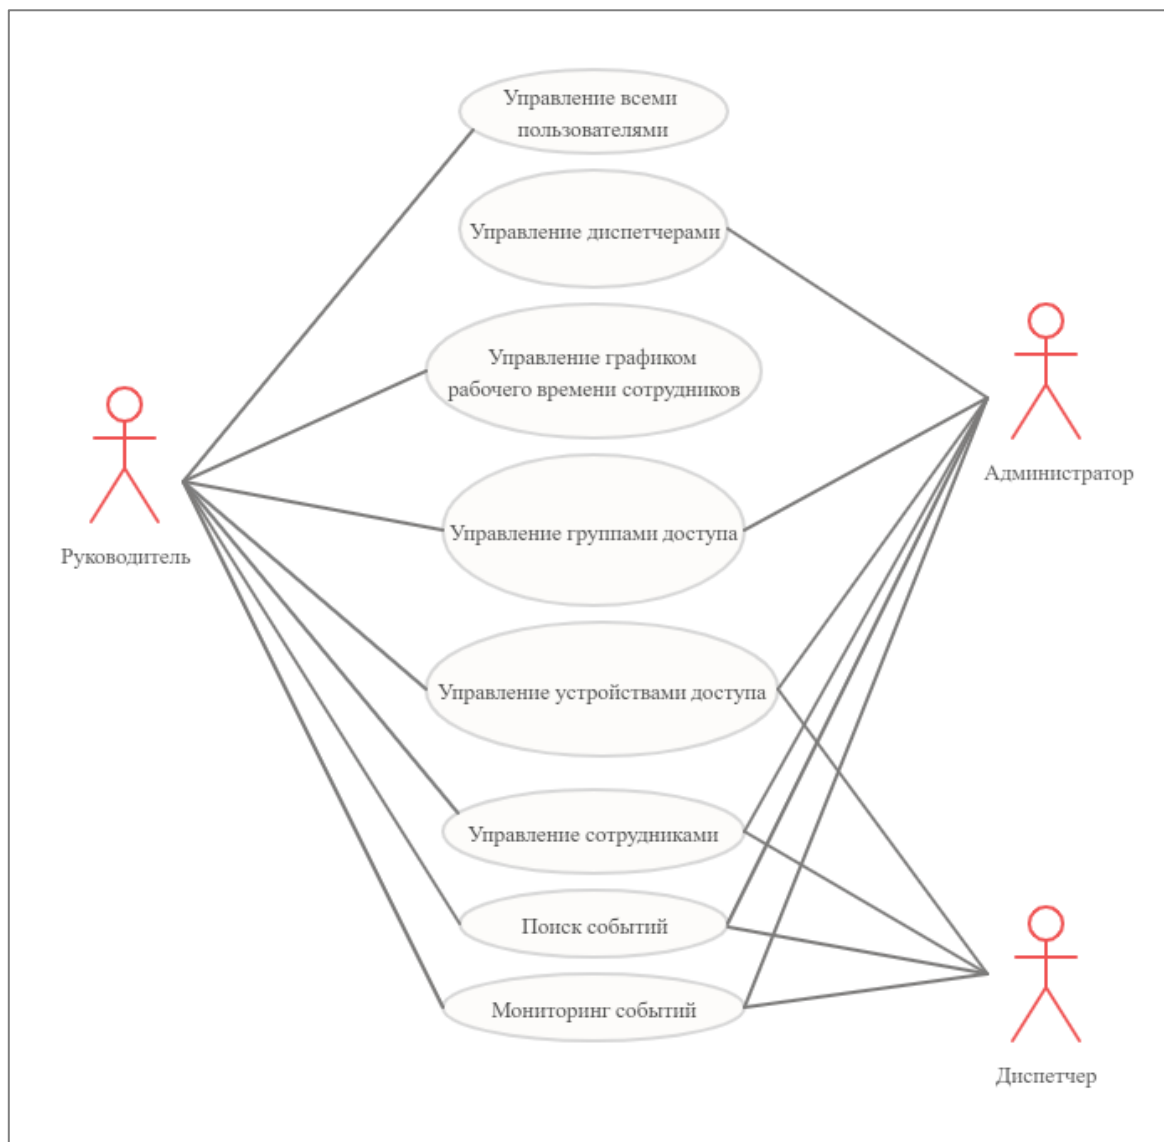 Управление всеми
пользователями
Управление диспетчерами
Управление графиком
рабочего времени сотрудников
Руководитель
Администратор
Управление группами доступа
Управление устройствами доступа
Управление сотрудниками
Поиск событий
Мониторинг событий
Диспетчер